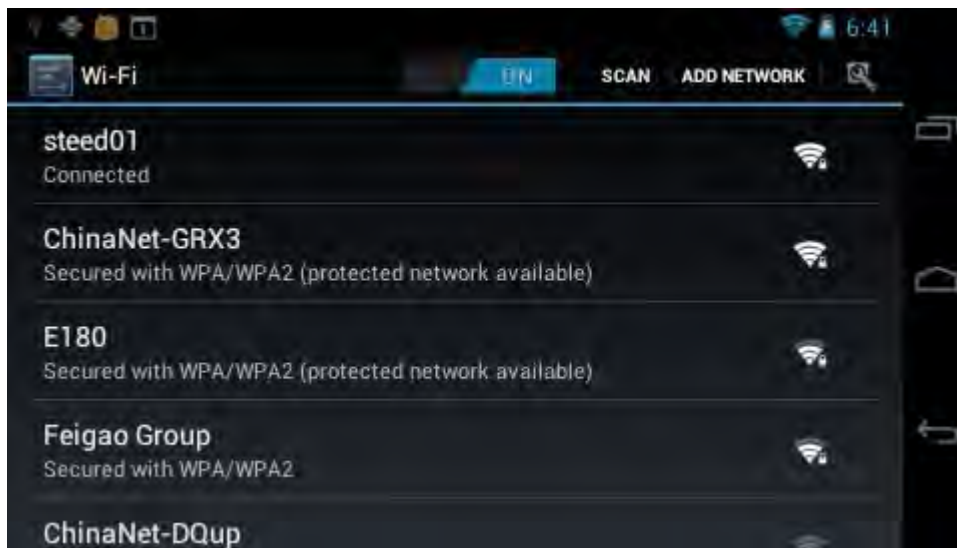 6:41
Wi-Fi ON SCAN ADD NETWORK
steed01
Connected
ChinaNet-GRX3
Secured with WPA/WPA2 (protected network available)
E180
Secured with WPA/WPA2 (protected network available)
Feigao Group
Secured with WPA/WPA2
ChinaNet-DQup